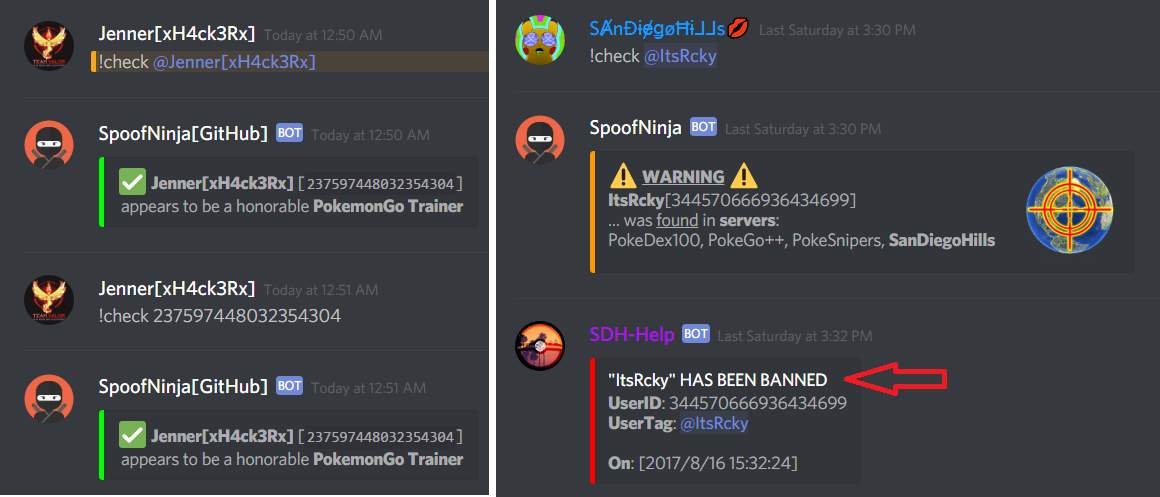 Jenner[xH4ck3Rx] Today at 12:50 AM
!check @Jenner[xH4ck3Rx]
SpoofNinja[GitHub] BOT Today at 12:50 AM
✅ Jenner[xH4ck3Rx] [237597448032354304]
appears to be a honorable PokemonGo Trainer
Jenner[xH4ck3Rx] Today at 12:51 AM
!check 237597448032354304
SpoofNinja[GitHub] BOT Today at 12:51 AM
✅ Jenner[xH4ck3Rx] [237597448032354304]
appears to be a honorable PokemonGo Trainer
SȺnĐɨɇgøĦɨ⅃⅃s💋 Last Saturday at 3:30 PM
!check @ItsRcky
SpoofNinja BOT Last Saturday at 3:30 PM
⚠️ WARNING ⚠️
ItsRcky[344570666936434699]
... was found in servers:
PokeDex100, PokeGo++, PokeSnipers, SanDiegoHills
SDH-Help BOT Last Saturday at 3:32 PM
"ItsRcky" HAS BEEN BANNED
UserID: 344570666936434699
UserTag: @ItsRcky
On: [2017/8/16 15:32:24]